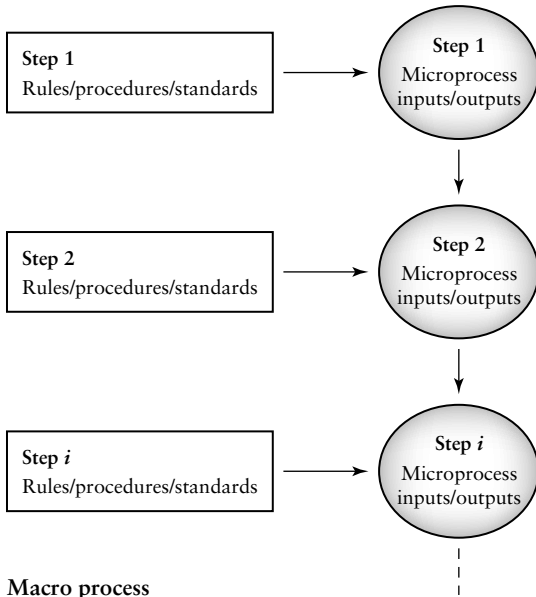 Step 1
Rules/procedures/standards
Step 1
Microprocess
inputs/outputs
Step 2
Rules/procedures/standards
Step 2
Microprocess
inputs/outputs
Step i
Rules/procedures/standards
Step i
Microprocess
inputs/outputs
Macro process